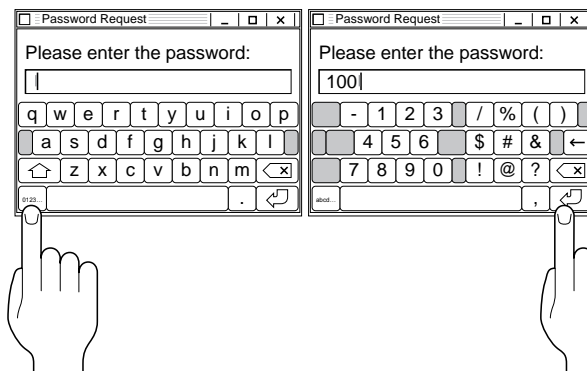 Password Request
Please enter the password:
q w e r t y u i o p
a s d f g h j k l
z x c v b n m
0123... .
Password Request
Please enter the password:
100
- 1 2 3 / % ( )
4 5 6 $ # & ←
7 8 9 0 ! @ ?
abcd... ,